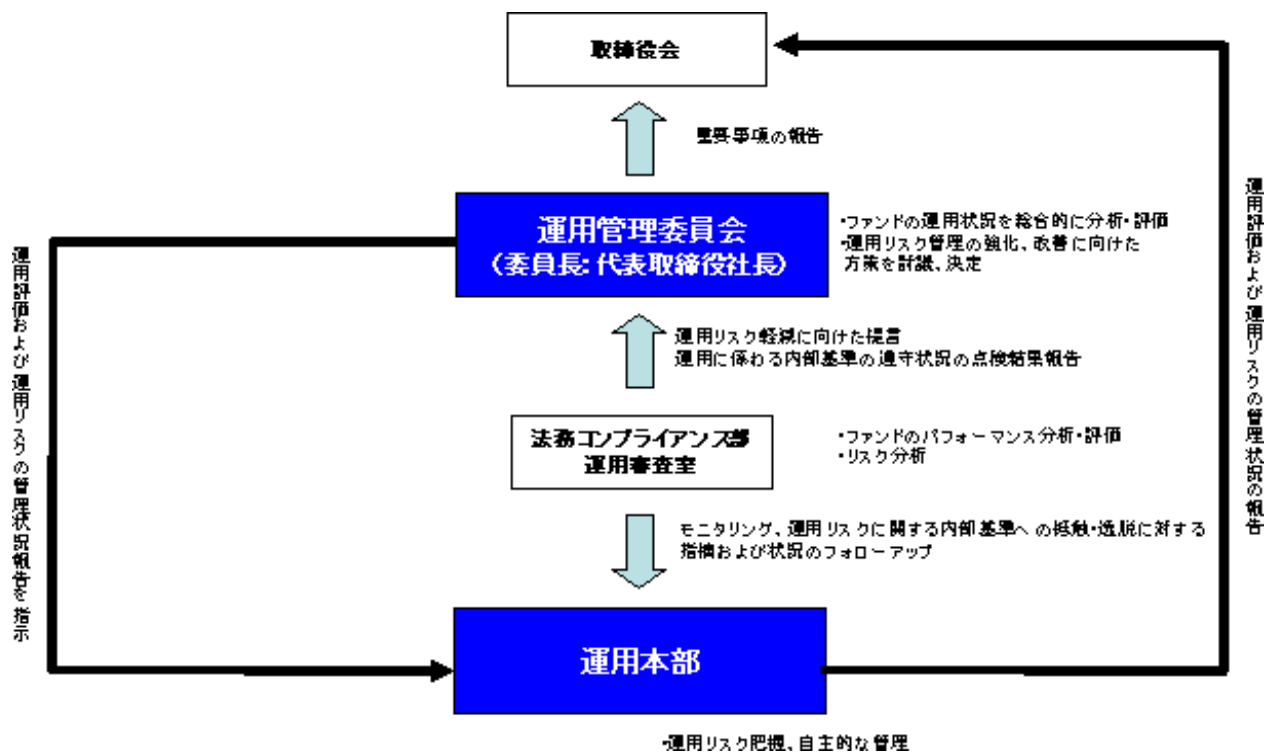 取締役会
重要事項の報告
運用管理委員会
（委員長：代表取締役社長）
・ファンドの運用状況を総合的に分析・評価
・運用リスク管理の強化、改善に向けた
方策を討議、決定
運用リスク軽減に向けた提言
運用に係わる内部基準の遵守状況の点検結果報告
法務コンプライアンス部
運用審査室
・ファンドのパフォーマンス分析・評価
・リスク分析
モニタリング、運用リスクに関する内部基準への抵触・逸脱に対する
指摘および状況のフォローアップ
運用本部
・運用リスク把握、自主的な管理
運用評価および運用リスクの管理状況報告を指示
運用評価および運用リスクの管理状況の報告